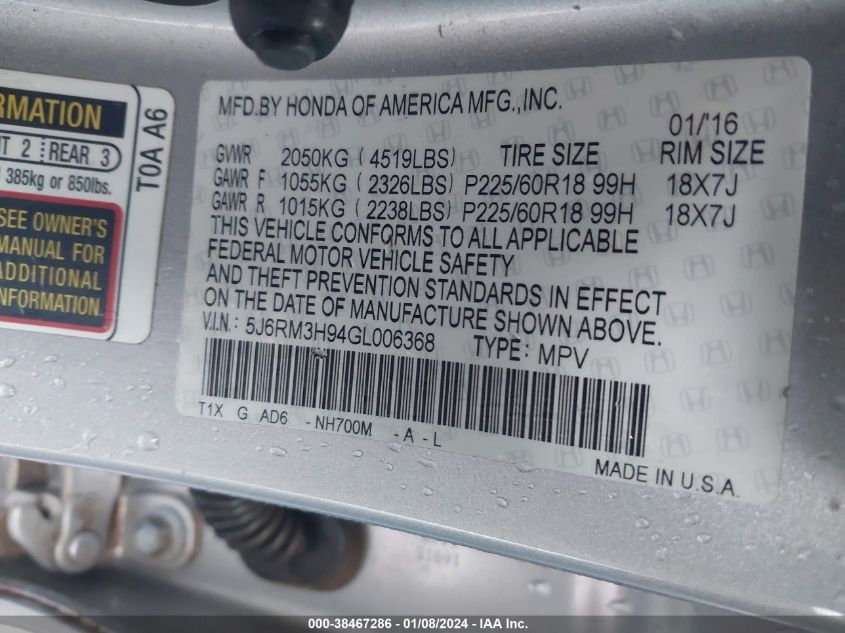 RMATION
T 2 REAR 3
385kg or 850lbs.
SEE OWNER'S
MANUAL FOR
ADDITIONAL
INFORMATION
T0A A6
MFD.BY HONDA OF AMERICA MFG.,INC.
01/'16
GVWR 2050KG (4519LBS) TIRE SIZE RIM SIZE
GAWR F 1055KG (2326LBS) P225/60R18 99H 18X7J
GAWR R 1015KG (2238LBS) P225/60R18 99H 18X7J
THIS VEHICLE CONFORMS TO ALL APPLICABLE
FEDERAL MOTOR VEHICLE SAFETY
AND THEFT PREVENTION STANDARDS IN EFFECT
ON THE DATE OF MANUFACTURE SHOWN ABOVE.
V.I.N: 5J6RM3H94GL006368 TYPE: MPV
T1X G AD6 -NH700M -A -L
MADE IN U.S.A.
000-38467286 - 01/08/2024 - IAA Inc.